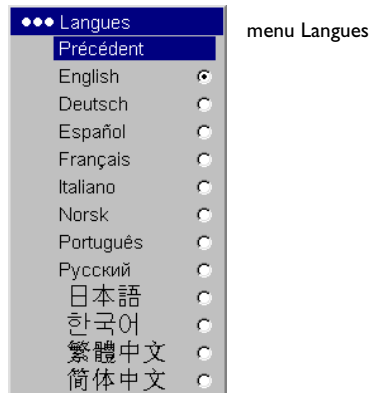 ●●● Langues
menu Langues
Précédent
English
Deutsch
Español
Français
Italiano
Norsk
Português
Русский
日本語
한국어
繁體中文
简体中文